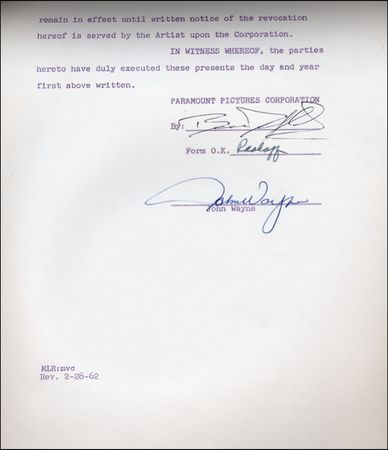 remain in effect until written notice of the revocation
hereof is served by the Artist upon the Corporation.
IN WITNESS WHEREOF, the parties
hereto have duly executed these presents the day and year
first above written.
PARAMOUNT PICTURES CORPORATION
By:
Form O.K.
John Wayne
John Wayne
MLR:mvc
Rev. 2-28-62